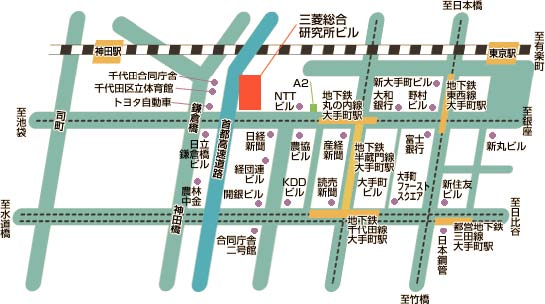 至日本橋
三菱総合
研究所ビル
至有楽町
神田駅
東京駅
千代田合同庁舎
千代田区立体育館
トヨタ自動車
A2
NTT
ビル
地下鉄
丸の内線
大手町駅
新大手町ビル
大和
銀行
野村
ビル
地下鉄
東西線
大手町駅
至池袋
司町
鎌倉橋
首都高速道路
至銀座
鎌倉
日立
橋ビル
日経
新聞
農協
ビル
産経
新聞
地下鉄
半蔵門線
大手町駅
富士
銀行
新丸ビル
経団連
ビル
農林
中金
開銀ビル
KDD
ビル
読売
新聞
大手町
ビル
大手町
ファースト
スクエア
新住友
ビル
至水道橋
神田橋
至日比谷
合同庁舎
二号館
地下鉄
千代田線
大手町駅
日本鋼管
都営地下鉄
三田線
大手町駅
至竹橋